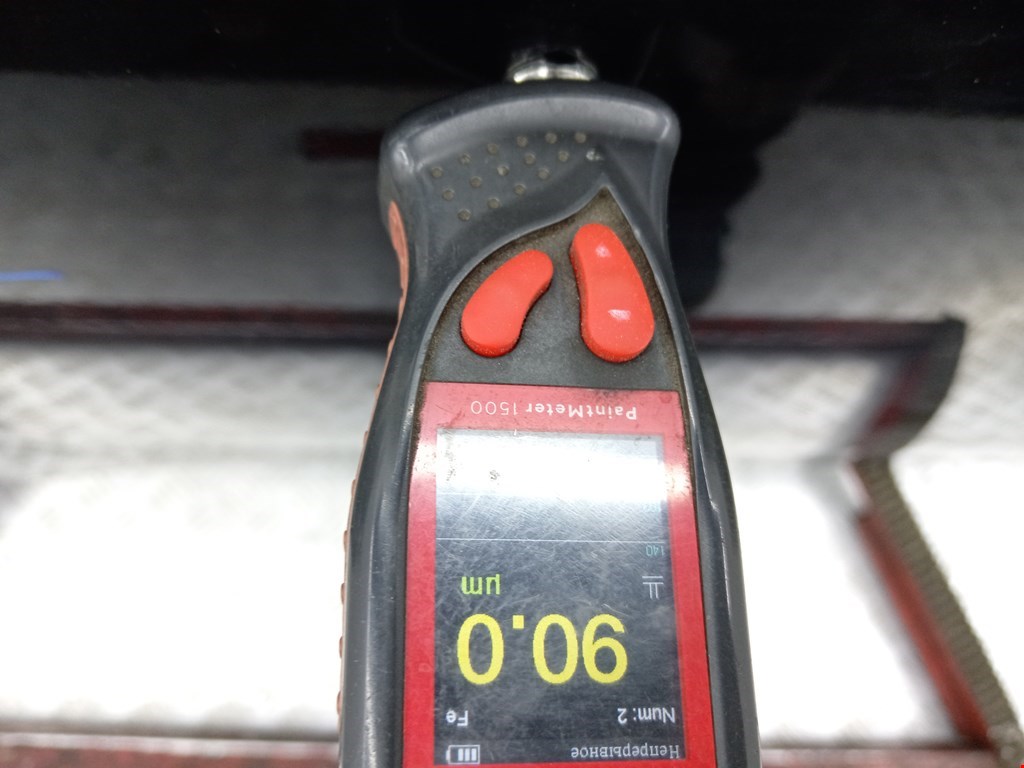 Непрерывное
Num: 2 Fe
90.0
µm
140
PaintMeter 1500